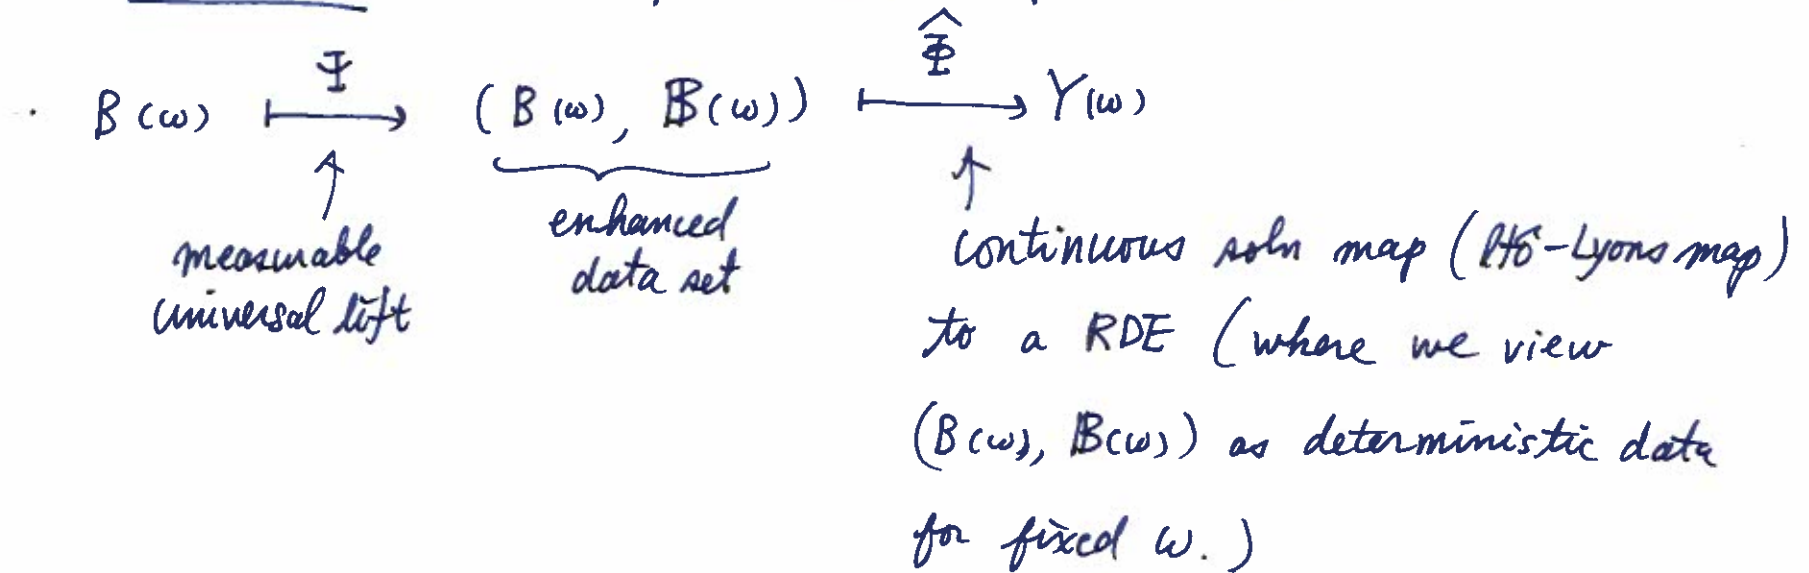 Ψ Φ̂
. B(ω) ⟼ (B(ω), 𝔹(ω)) ⟼ Y(ω)
↑ ↑
measurable enhanced continuous soln map (Itô-Lyons map)
universal lift data set to a RDE (where we view
(B(ω), 𝔹(ω)) as deterministic data
for fixed ω.)